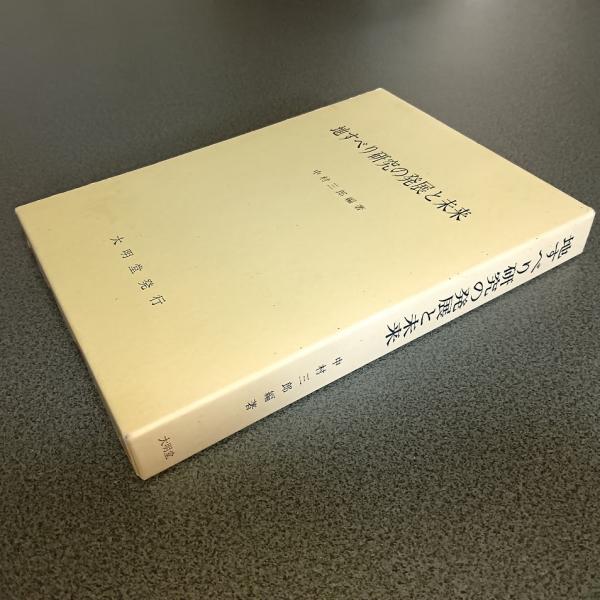 地すべり研究の発展と未来
中村三郎編著
大明堂発行
地すべり研究の発展と未来
中村三郎編著
大明堂